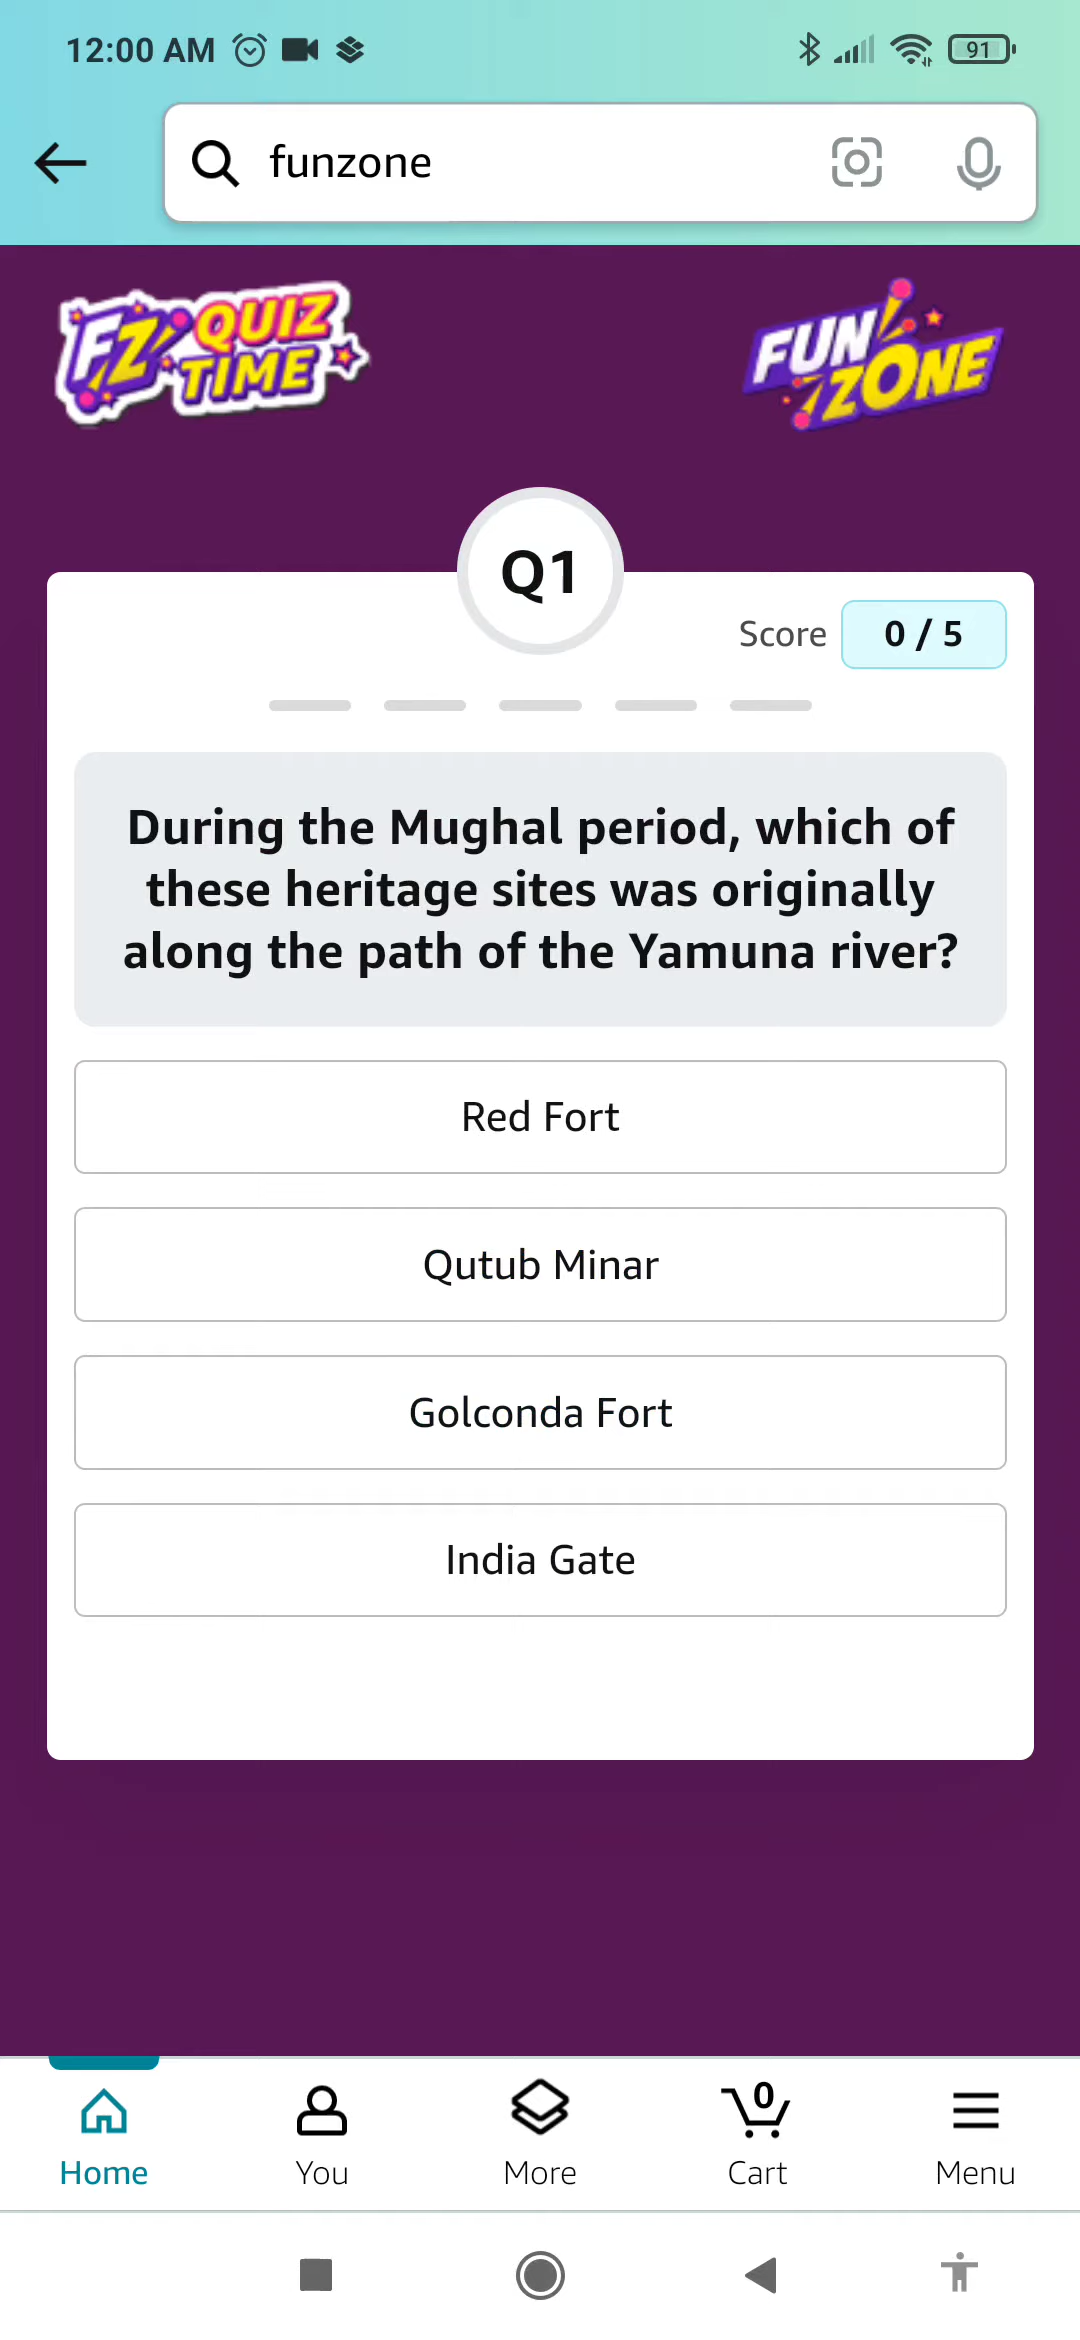 12:00 AM
91
funzone
FZ QUIZ TIME
FUN ZONE
Q1
Score 0 / 5
During the Mughal period, which of
these heritage sites was originally
along the path of the Yamuna river?
Red Fort
Qutub Minar
Golconda Fort
India Gate
0
Home You More Cart Menu